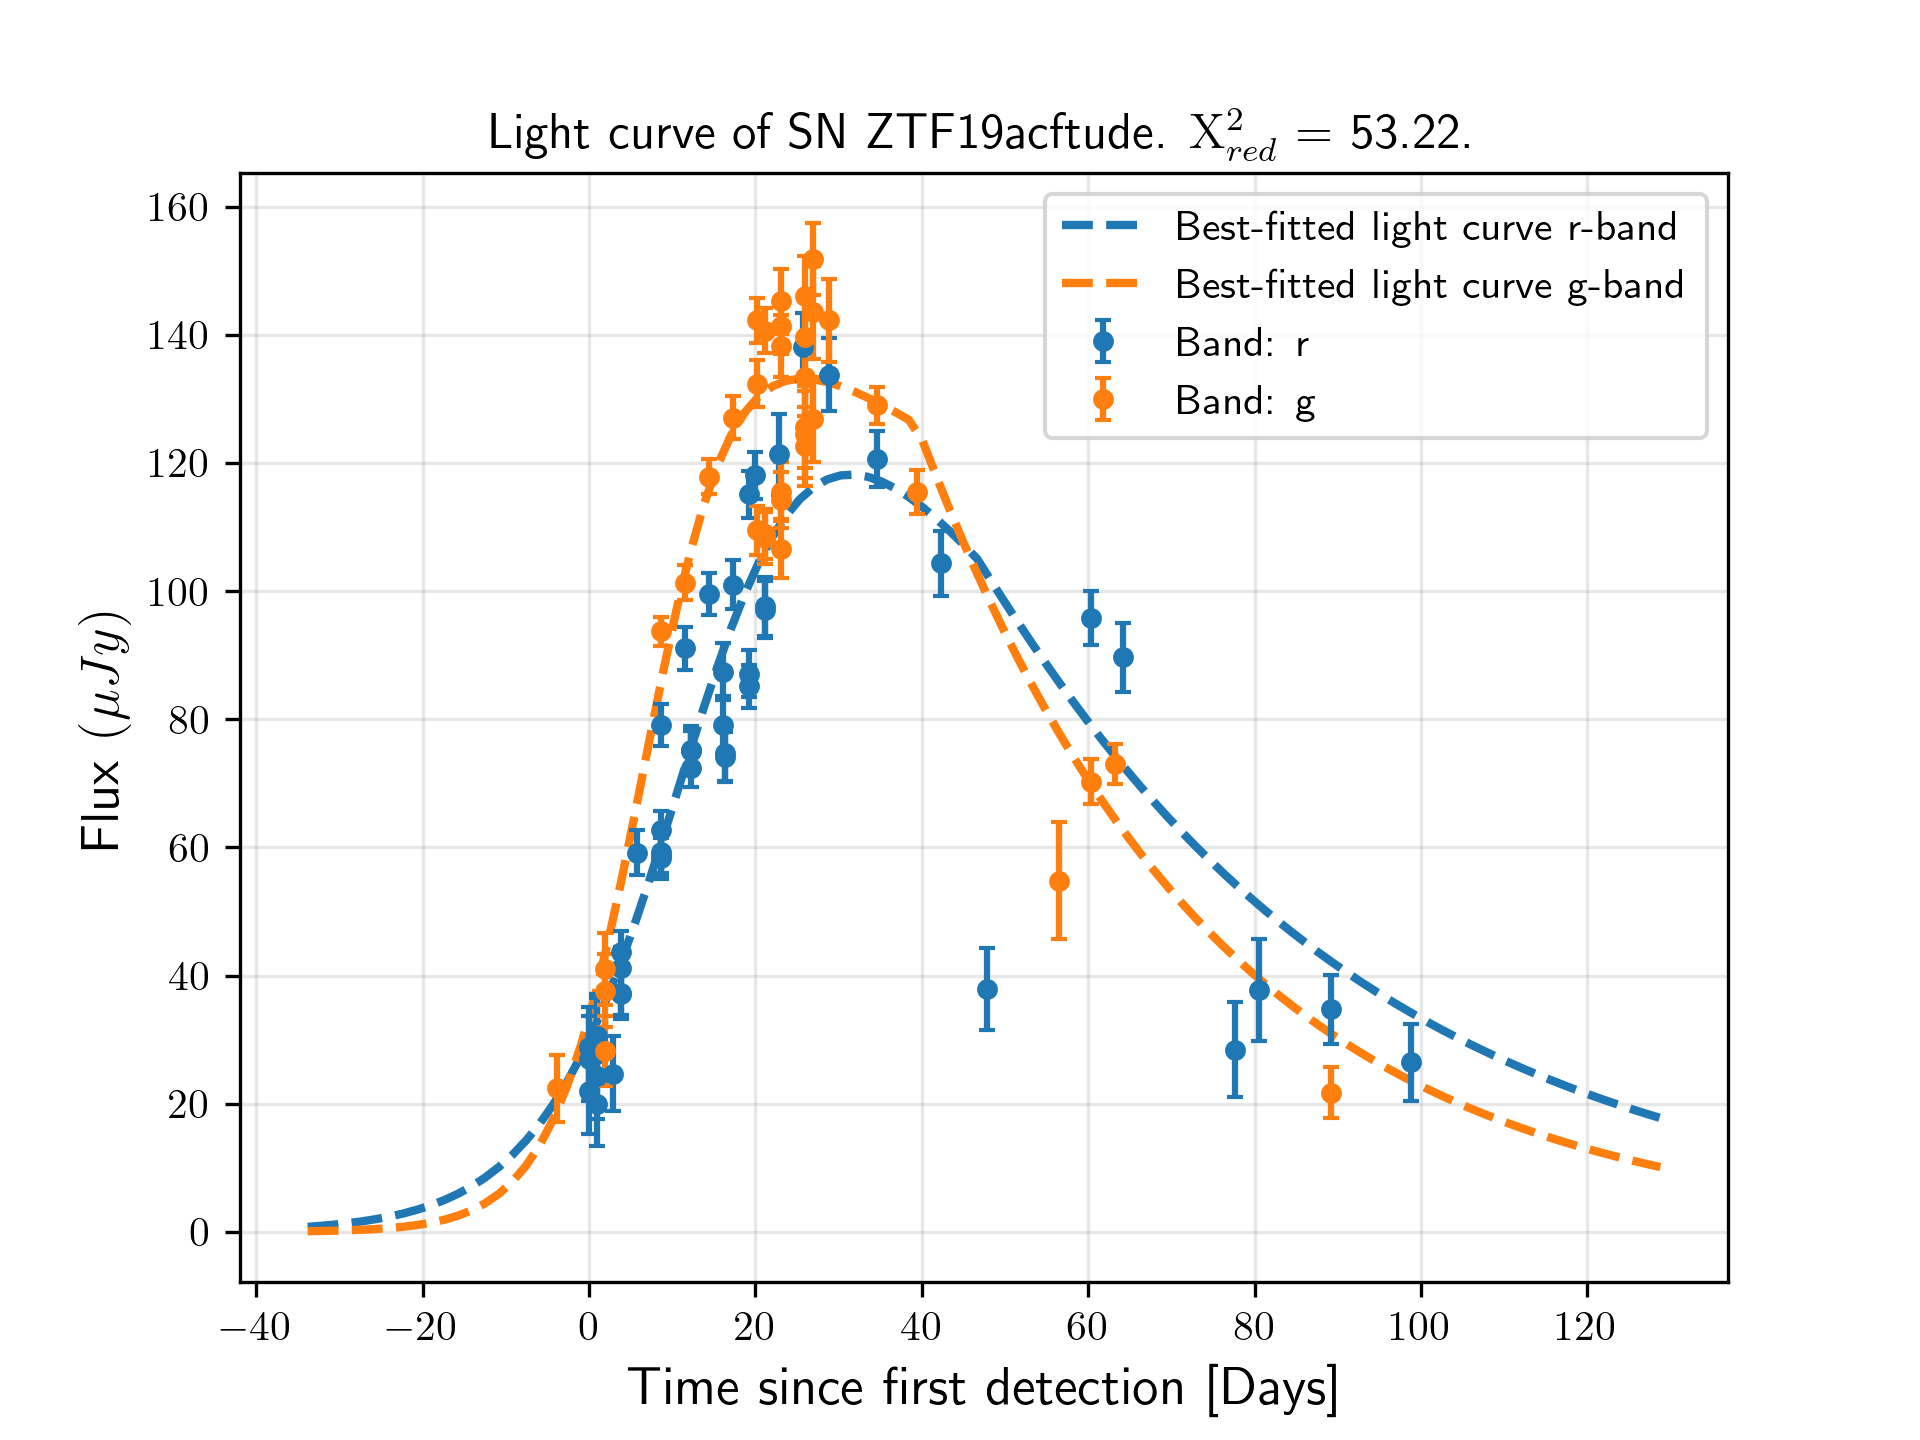 Light curve of SN ZTF19acftude. X²_red = 53.22.
Best-fitted light curve r-band
Best-fitted light curve g-band
Band: r
Band: g
160
140
120
100
80
60
40
20
0
Flux (μJy)
−40 −20 0 20 40 60 80 100 120
Time since first detection [Days]